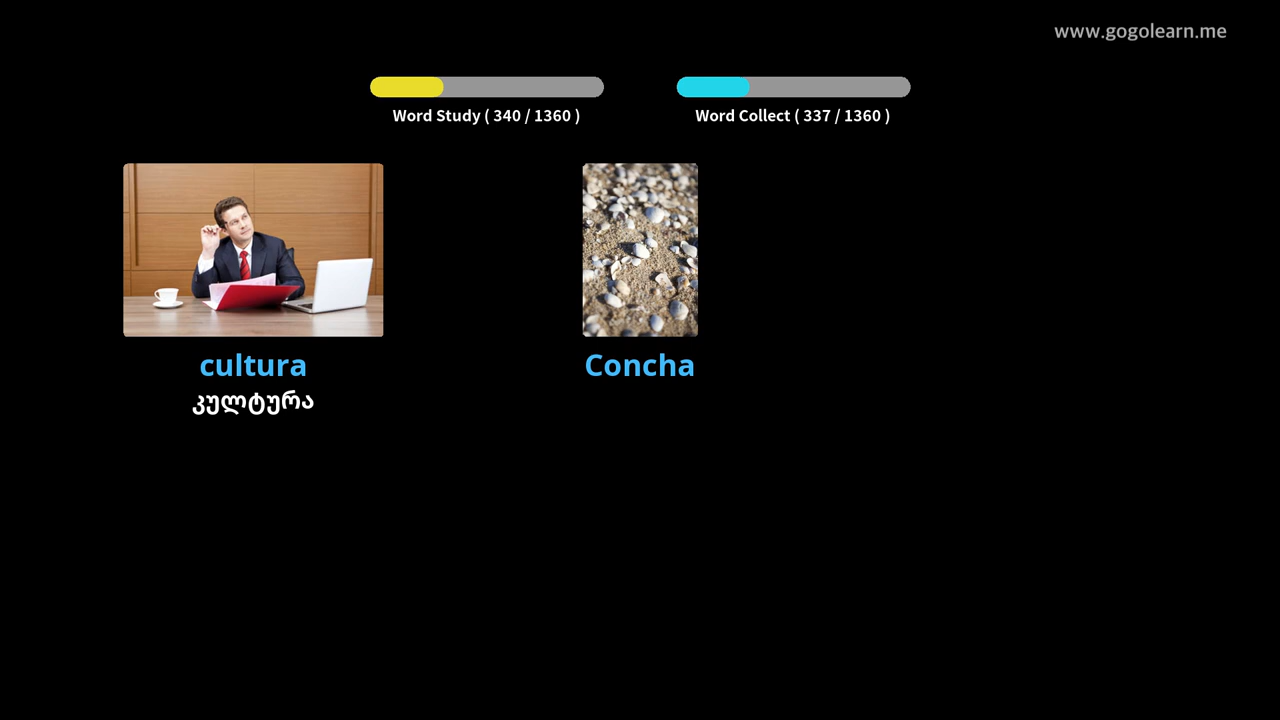 www.gogolearn.me
Word Study ( 340 / 1360 )
Word Collect ( 337 / 1360 )
cultura
Concha
კულტურა